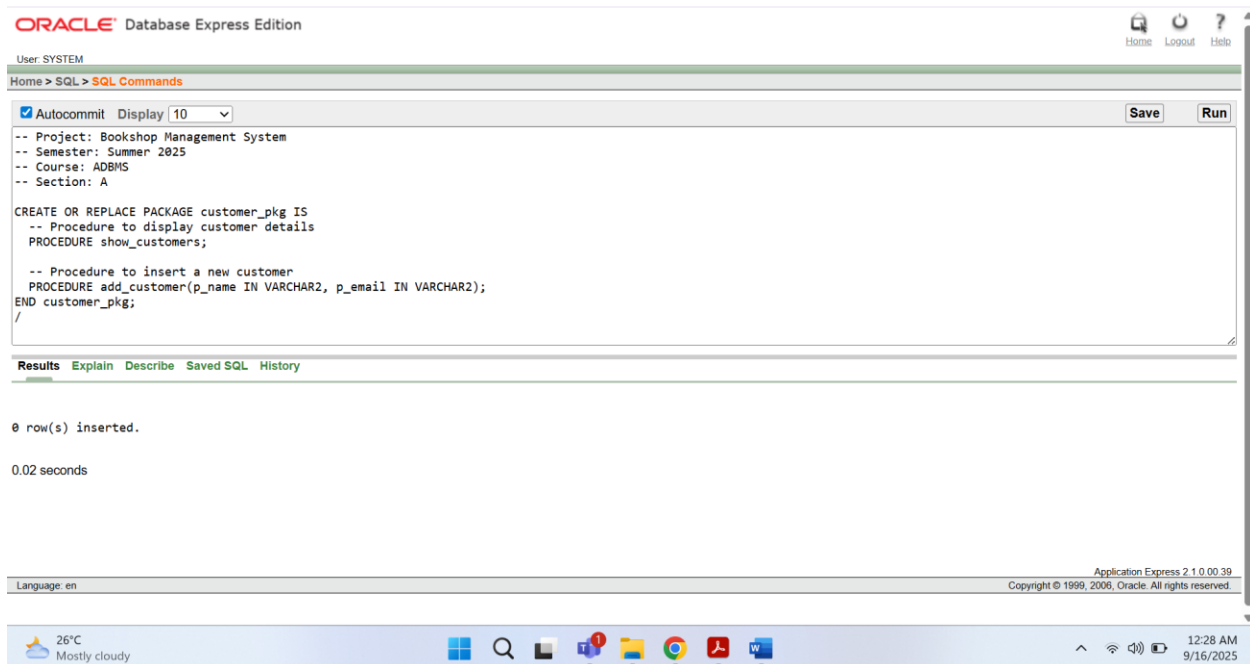 ORACLE® Database Express Edition
Home Logout Help
User: SYSTEM
Home > SQL > SQL Commands
Autocommit Display 10 Save Run
-- Project: Bookshop Management System
-- Semester: Summer 2025
-- Course: ADBMS
-- Section: A
CREATE OR REPLACE PACKAGE customer_pkg IS
-- Procedure to display customer details
PROCEDURE show_customers;
-- Procedure to insert a new customer
PROCEDURE add_customer(p_name IN VARCHAR2, p_email IN VARCHAR2);
END customer_pkg;
/
Results Explain Describe Saved SQL History
0 row(s) inserted.
0.02 seconds
Application Express 2.1.0.00.39
Language: en Copyright © 1999, 2006, Oracle. All rights reserved.
26°C
Mostly cloudy
1
12:28 AM
9/16/2025